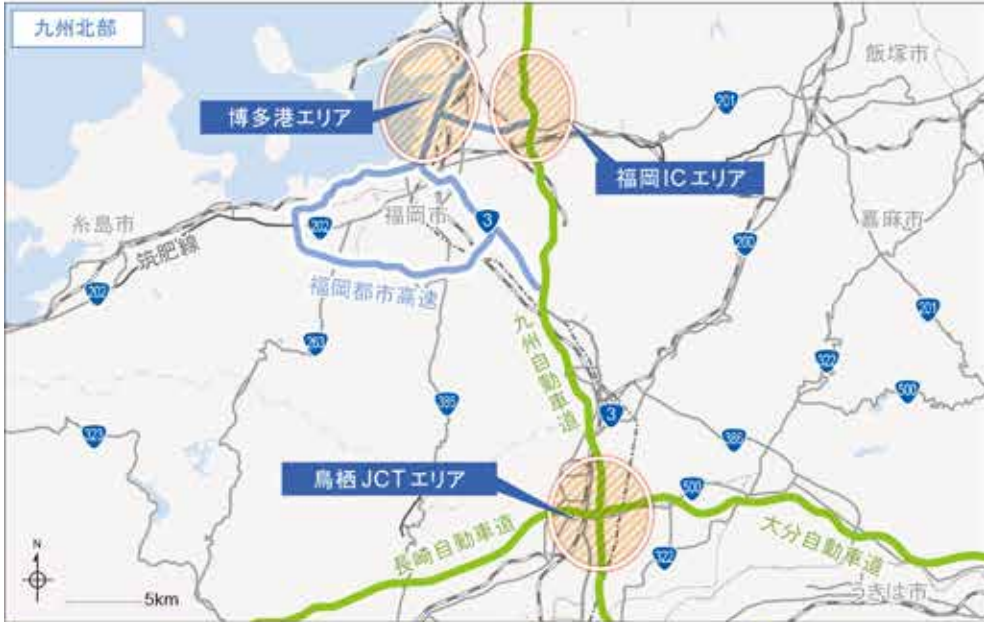 九州北部
飯塚市
201
博多港エリア
福岡ICエリア
糸島市
筑肥線
202
福岡市
3
嘉麻市
200
202
福岡都市高速
201
九州自動車道
263
322
500
385
3
323
386
鳥栖JCTエリア
500
長崎自動車道
大分自動車道
322
うきは市
N
5km